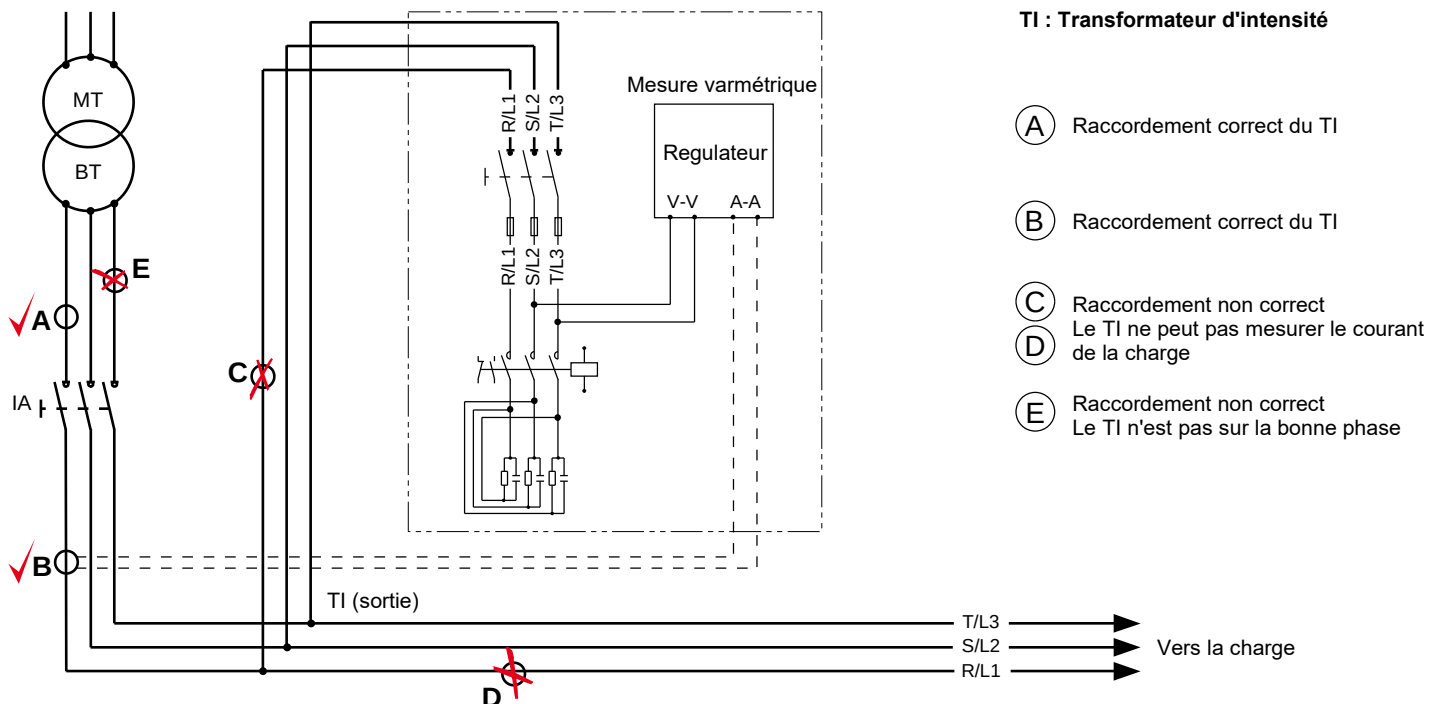 TI : Transformateur d'intensité
MT
BT
E
A
C
IA
B
D
R/L1
S/L2
T/L3
Mesure varmétrique
Regulateur
V-V A-A
R/L1
S/L2
T/L3
TI (sortie)
T/L3
S/L2
R/L1
Vers la charge
A Raccordement correct du TI
B Raccordement correct du TI
C Raccordement non correct
D Le TI ne peut pas mesurer le courant
de la charge
E Raccordement non correct
Le TI n'est pas sur la bonne phase